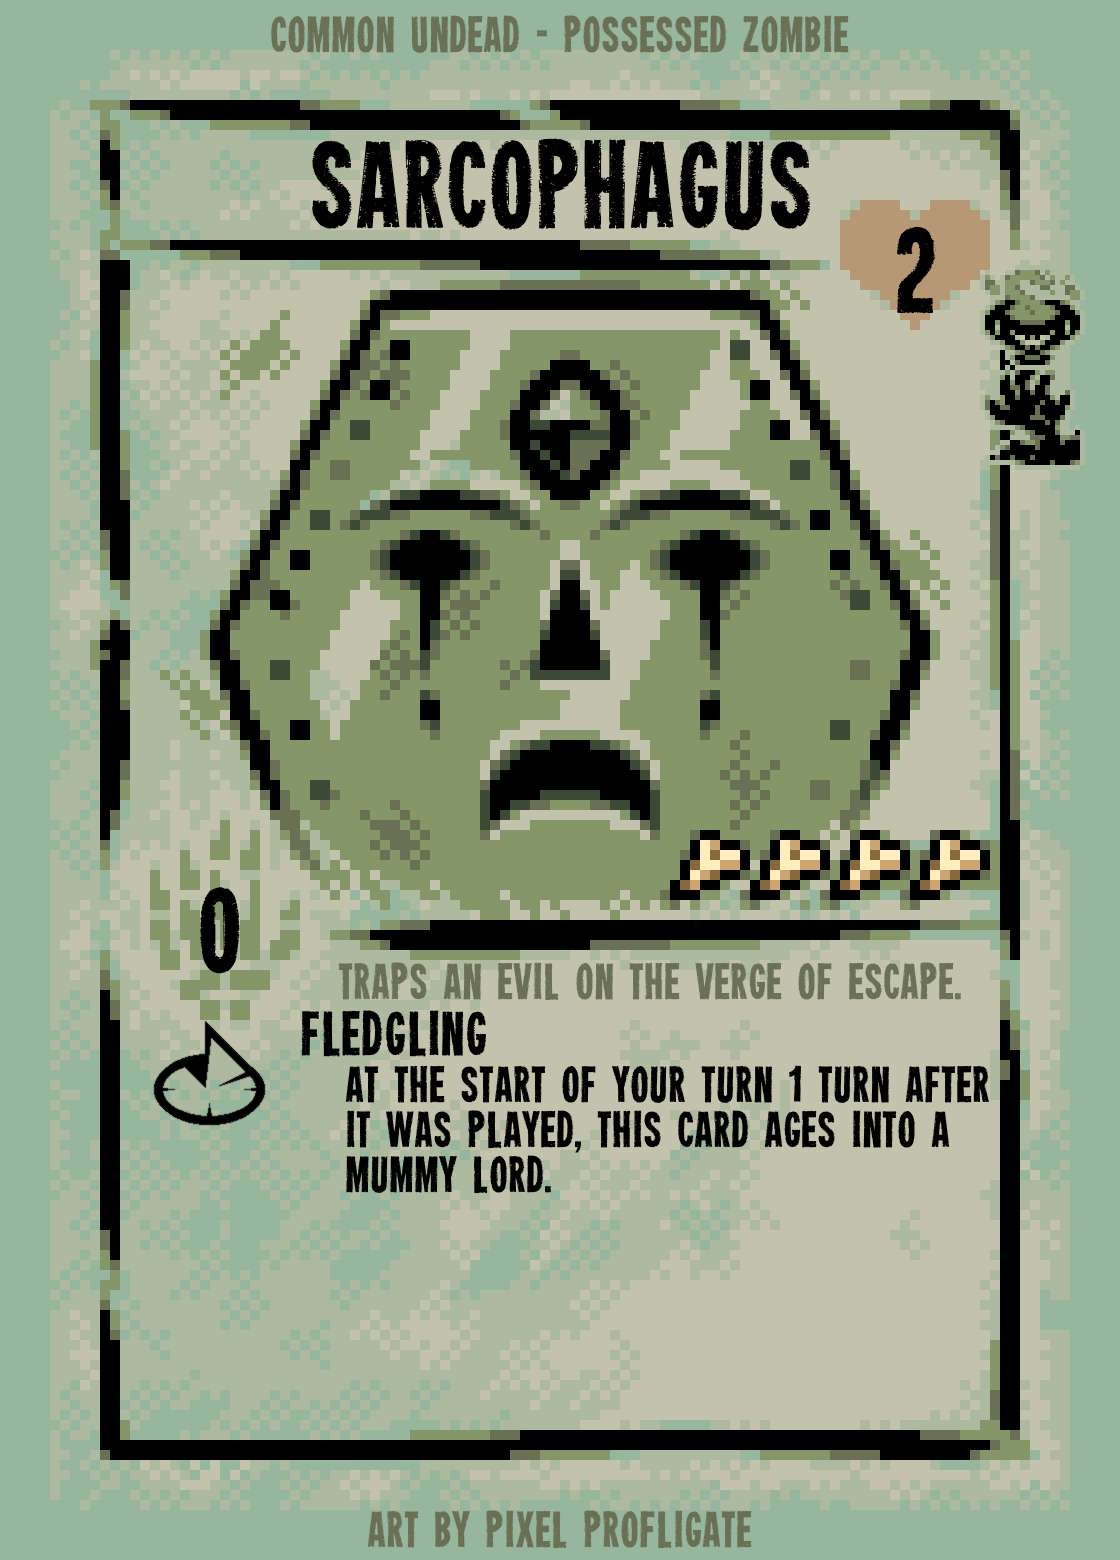 COMMON UNDEAD - POSSESSED ZOMBIE
SARCOPHAGUS
2
0
TRAPS AN EVIL ON THE VERGE OF ESCAPE.
FLEDGLING
AT THE START OF YOUR TURN 1 TURN AFTER
IT WAS PLAYED, THIS CARD AGES INTO A
MUMMY LORD.
ART BY PIXEL PROFLIGATE